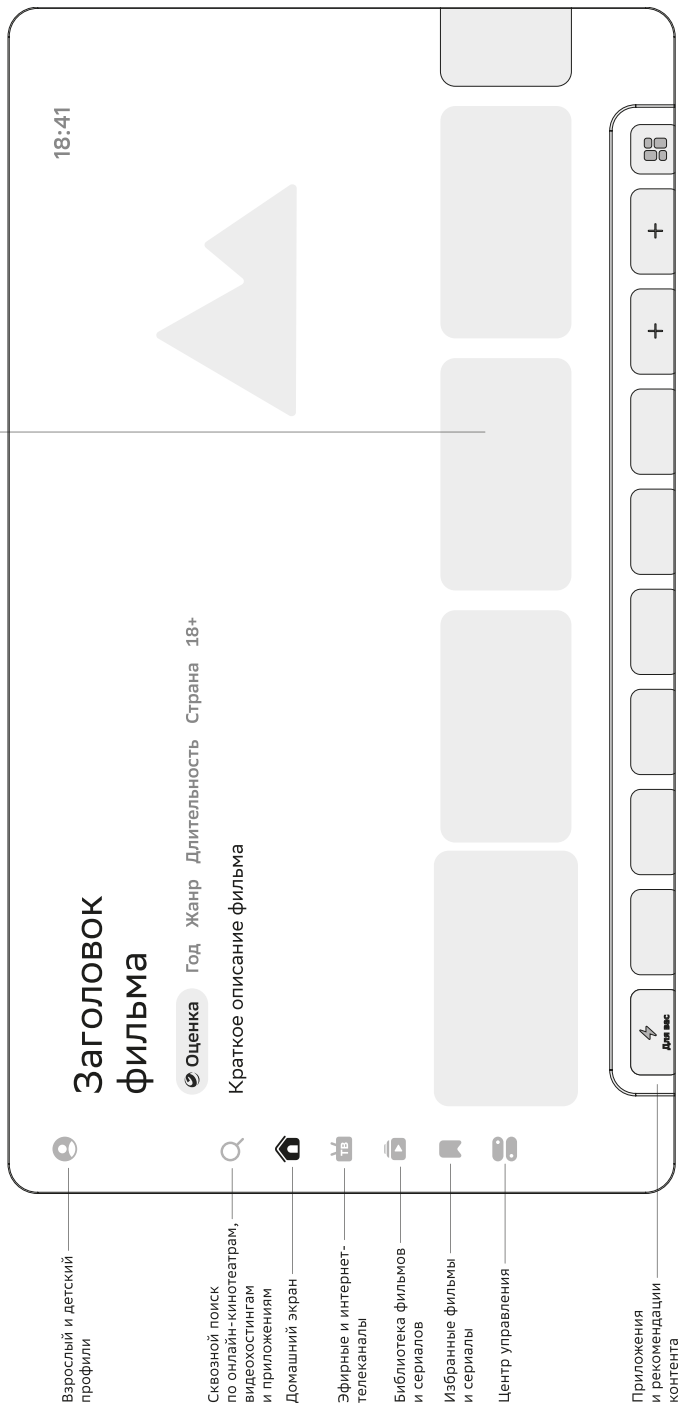 Взрослый и детский
профили
18:41
Заголовок
фильма
Оценка Год Жанр Длительность Страна 18+
Краткое описание фильма
Сквозной поиск
по онлайн-кинотеатрам,
видеохостингам
и приложениям
Домашний экран
Эфирные и интернет-
телеканалы
ТВ
Библиотека фильмов
и сериалов
Избранные фильмы
и сериалы
Центр управления
Приложения
и рекомендации
контента
Для вас